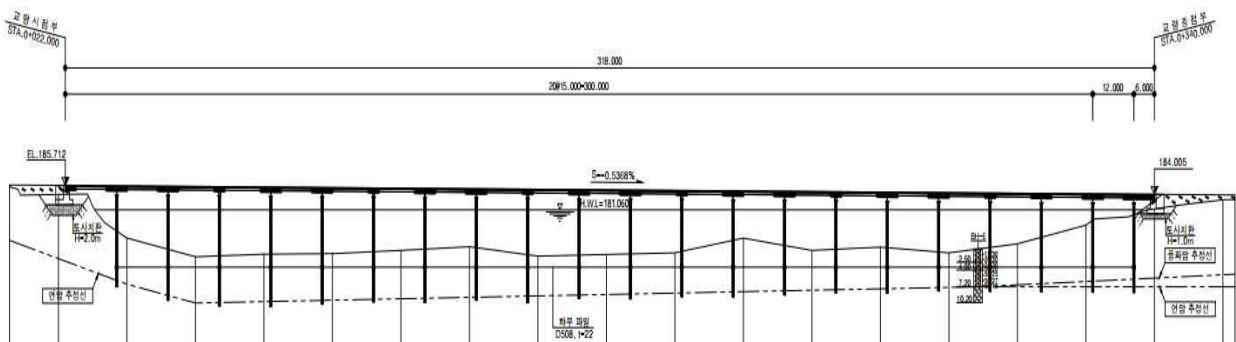 교량시점부
STA.0+022.000
교량종점부
STA.0+340.000
318.000
20@15.000=300.000
12.000
6.000
EL.185.712
S=-0.5368%
184.005
H.W.L=181.060
토사치환
H=2.0m
토사치환
H=1.0m
풍화암 추정선
연암 추정선
연암 추정선
2.50
7.20
10.20
하부 파일
D508, t=22